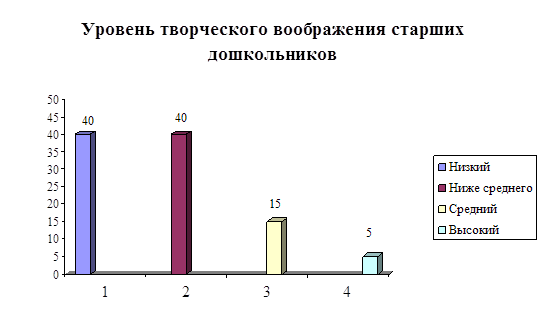 Уровень творческого воображения старших
дошкольников
50
45
40
35
30
25
20
15
10
5
0
40
40
15
5
1 2 3 4
Низкий
Ниже среднего
Средний
Высокий